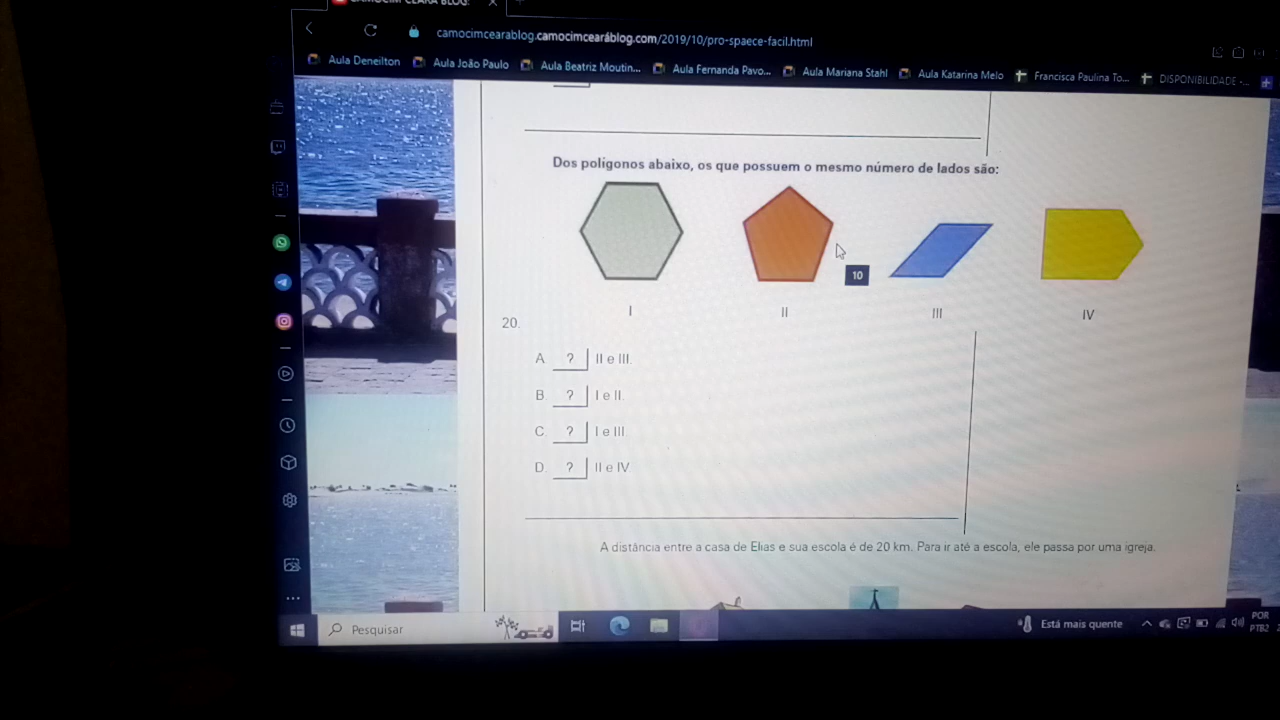 camocimcearablog.camocimcearáblog.com/2019/10/pro-spaece-facil.html
Aula Deneilton
Aula João Paulo
Aula Beatriz Moutin...
Aula Fernanda Pavo...
Aula Mariana Stahl
Aula Katarina Melo
Francisca Paulina To...
DISPONIBILIDADE -...
Dos polígonos abaixo, os que possuem o mesmo número de lados são:
10
I
II
III
IV
20.
A. ? II e III.
B. ? I e II.
C. ? I e III.
D. ? II e IV
A distância entre a casa de Elias e sua escola é de 20 km. Para ir até a escola, ele passa por uma igreja.
Pesquisar
Está mais quente
POR
PTB2